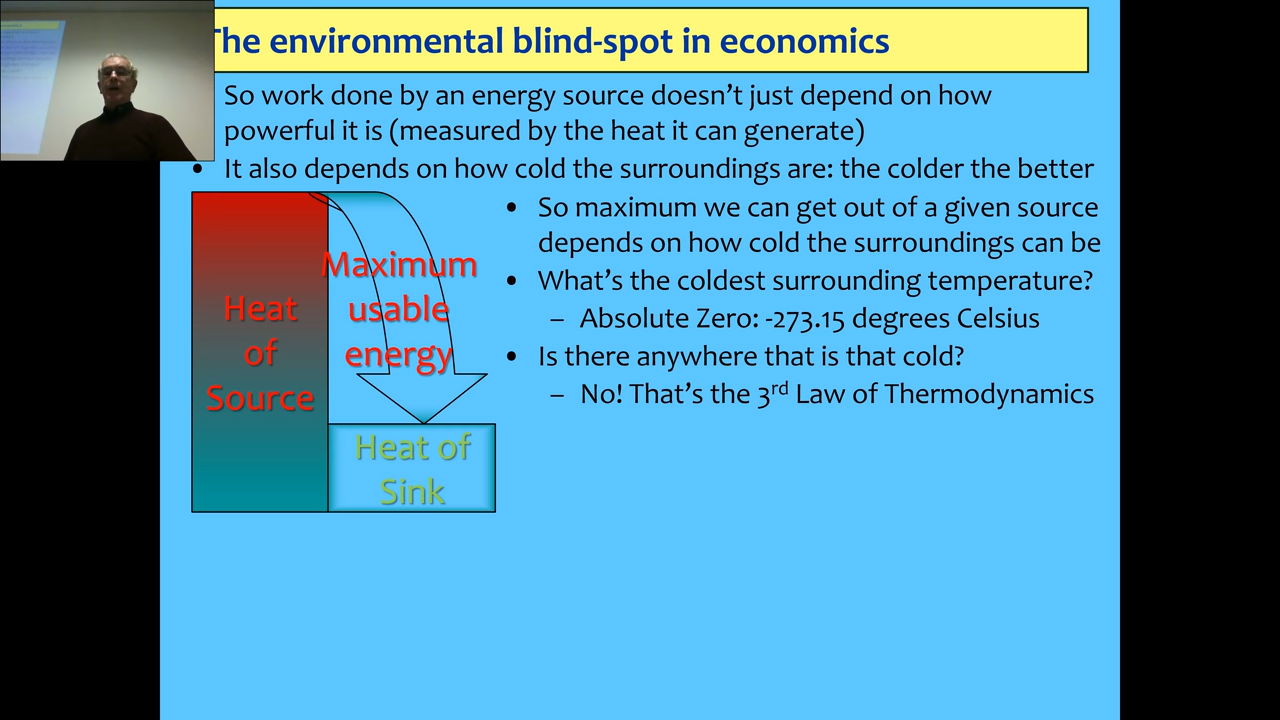 The environmental blind-spot in economics
So work done by an energy source doesn't just depend on how
powerful it is (measured by the heat it can generate)
• It also depends on how cold the surroundings are: the colder the better
• So maximum we can get out of a given source
depends on how cold the surroundings can be
• What's the coldest surrounding temperature?
– Absolute Zero: -273.15 degrees Celsius
• Is there anywhere that is that cold?
– No! That's the 3rd Law of Thermodynamics
Heat
of
Source
Maximum
usable
energy
Heat of
Sink